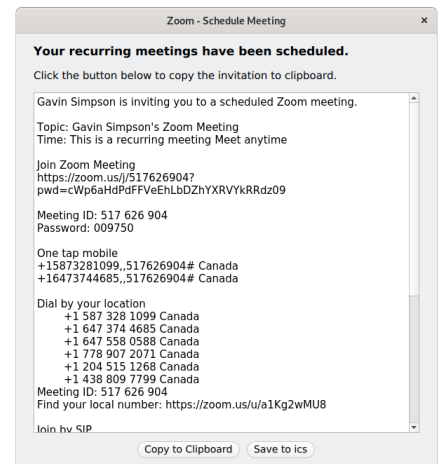 Zoom - Schedule Meeting
×
Your recurring meetings have been scheduled.
Click the button below to copy the invitation to clipboard.
Gavin Simpson is inviting you to a scheduled Zoom meeting.
Topic: Gavin Simpson's Zoom Meeting
Time: This is a recurring meeting Meet anytime
Join Zoom Meeting
https://zoom.us/j/517626904?
pwd=cWp6aHdPdFFVeEhLbDZhYXRVYkRRdz09
Meeting ID: 517 626 904
Password: 009750
One tap mobile
+15873281099,,517626904# Canada
+16473744685,,517626904# Canada
Dial by your location
+1 587 328 1099 Canada
+1 647 374 4685 Canada
+1 647 558 0588 Canada
+1 778 907 2071 Canada
+1 204 515 1268 Canada
+1 438 809 7799 Canada
Meeting ID: 517 626 904
Find your local number: https://zoom.us/u/a1Kg2wMU8
Join by SIP
Copy to Clipboard
Save to ics